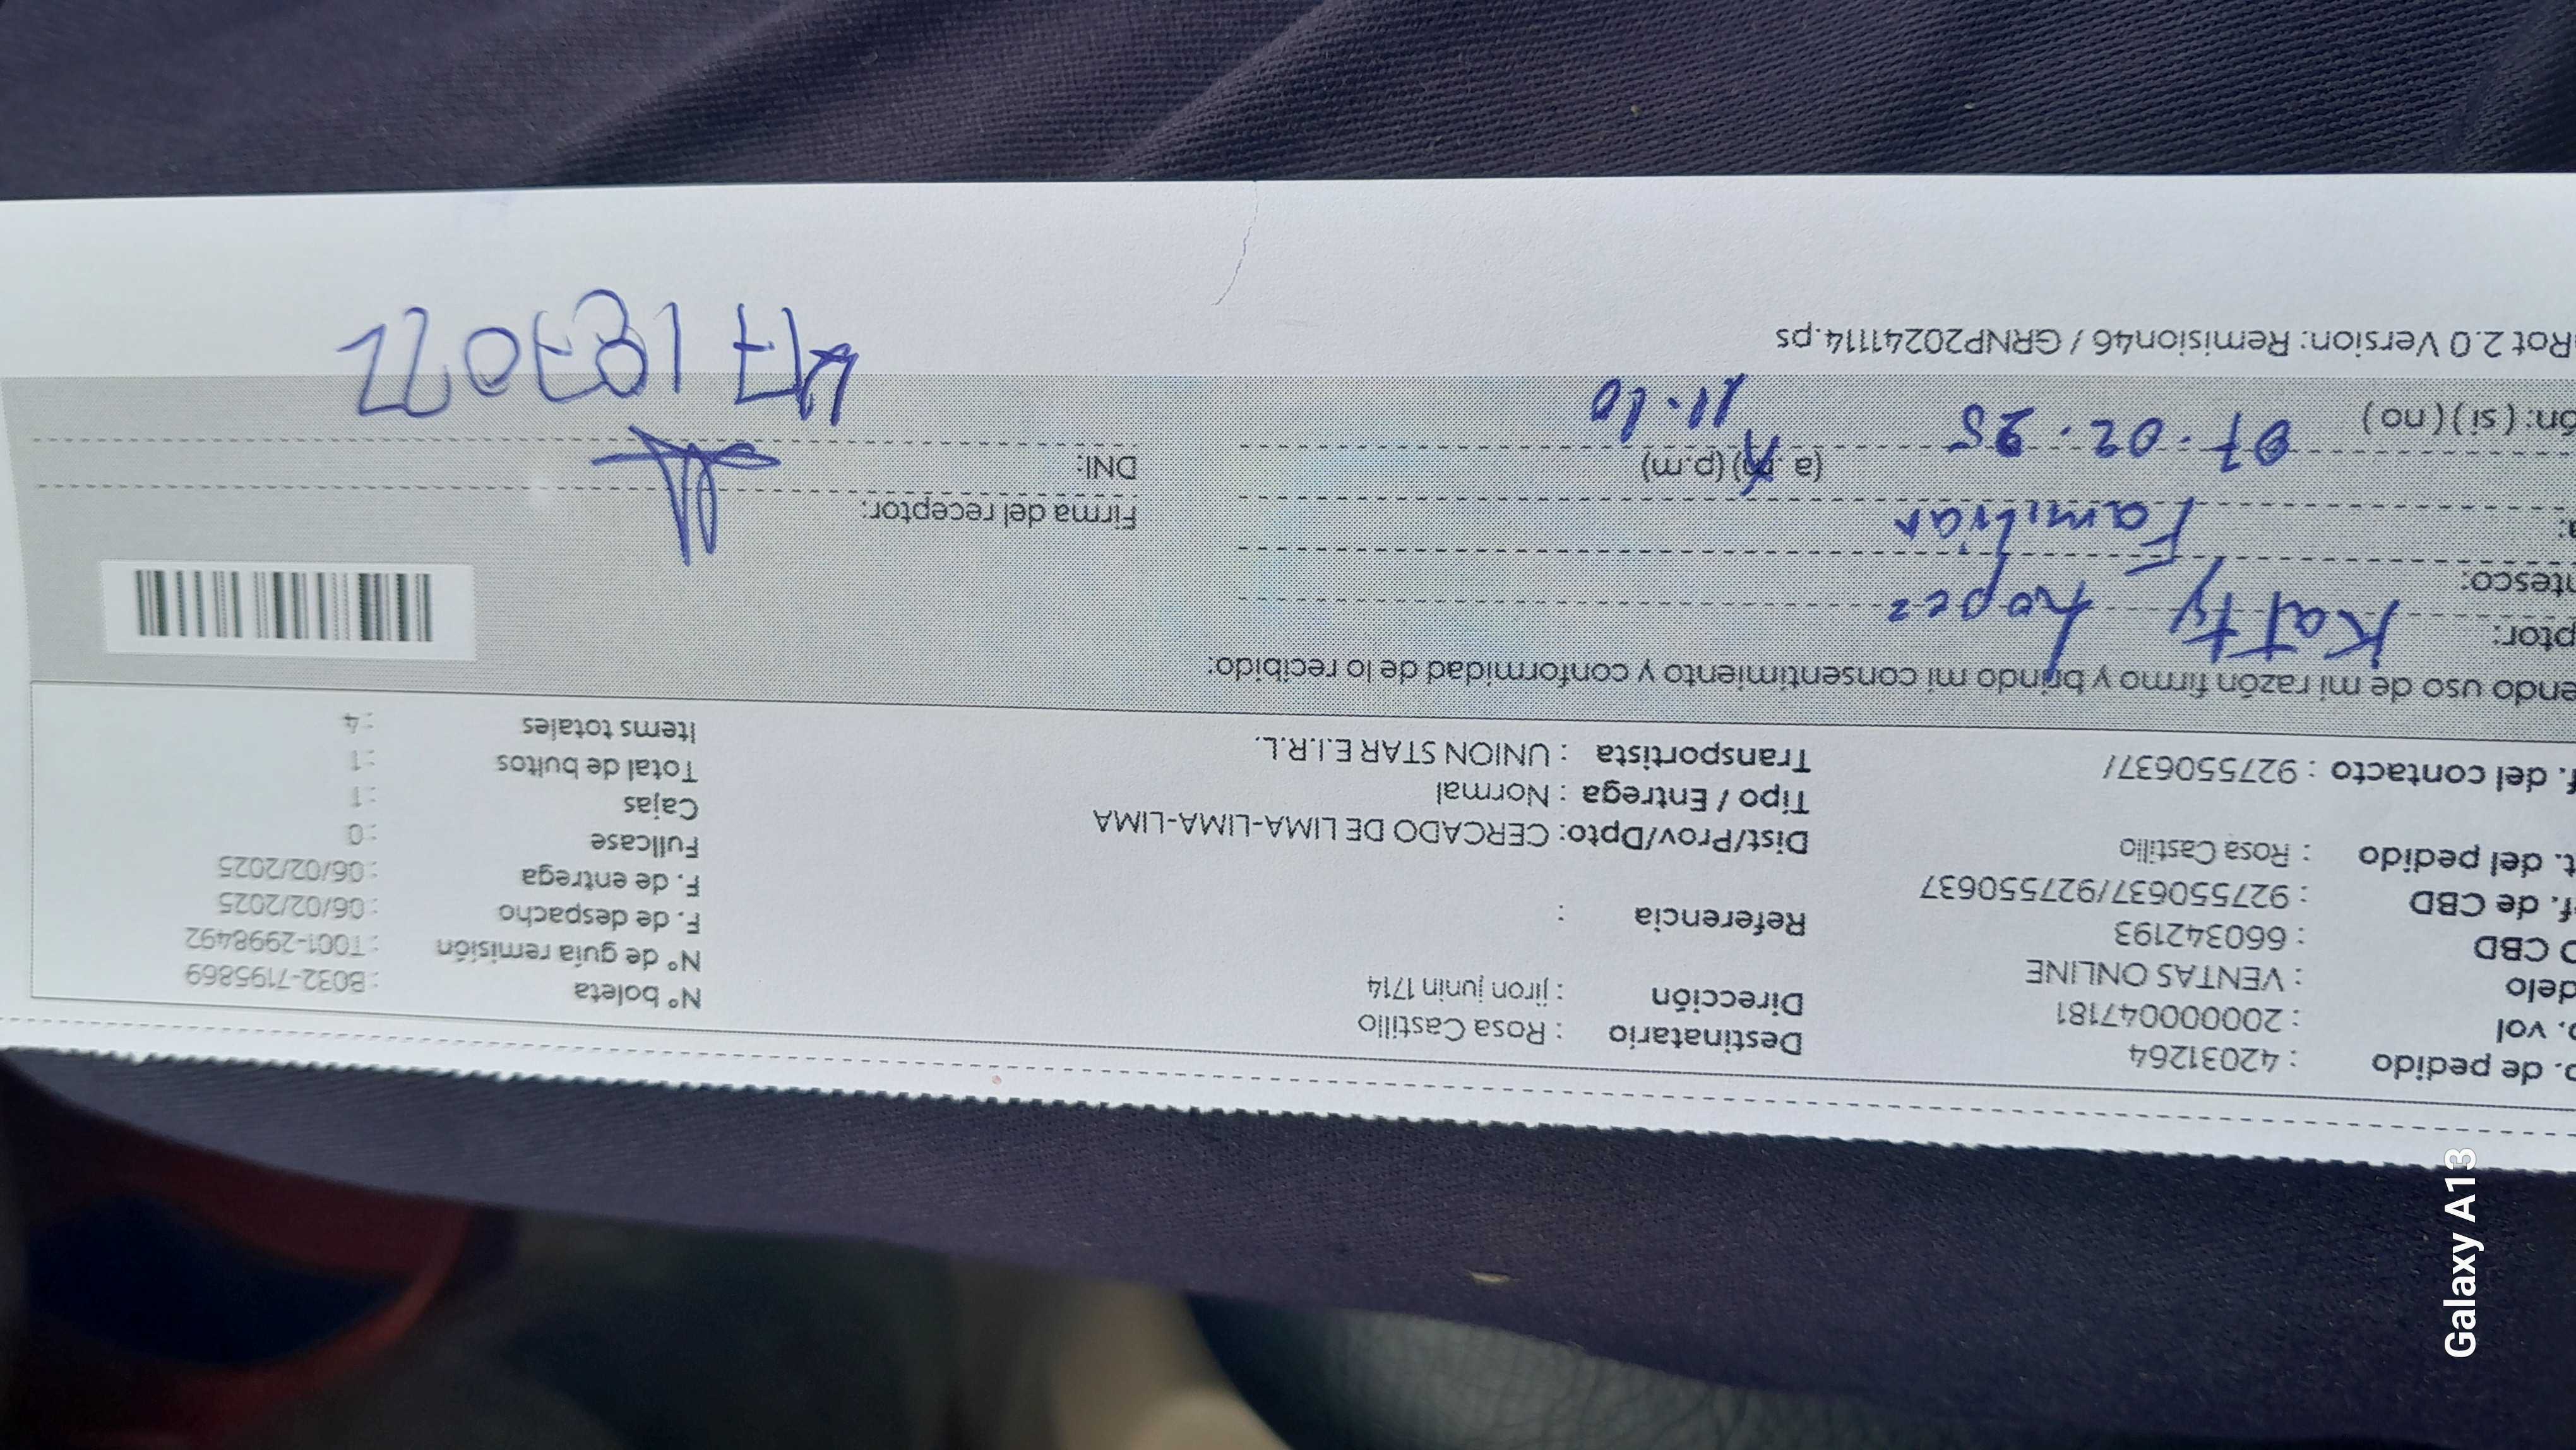 o. de pedido : 42031264
o. vol : 20000047181
delo : VENTAS ONLINE
D CBD : 660342193
ef. de CBD : 927550637/927550637
t. del pedido : Rosa Castillo
f. del contacto : 927550637/
Destinatario : Rosa Castillo
Dirección : jiron junin 1714
Referencia :
Dist/Prov/Dpto: CERCADO DE LIMA-LIMA-LIMA
Tipo / Entrega : Normal
Transportista : UNION STAR E.I.R.L.
N° boleta : B032-7195869
N° de guía remisión : T001-2998492
F. de despacho : 06/02/2025
F. de entrega : 06/02/2025
Fullcase : 0
Cajas : 1
Total de bultos : 1
Items totales : 4
endo uso de mi razón firmo y brindo mi consentimiento y conformidad de lo recibido:
ptor: Katty Lopez
ntesco: Familiar
a: 07-02-25 (a.m) (p.m) 11.10
ón: ( si ) ( no )
Firma del receptor:
DNI: 47187022
Rot 2.0 Version: Remision46 / GRNP20241114.ps
Galaxy A13